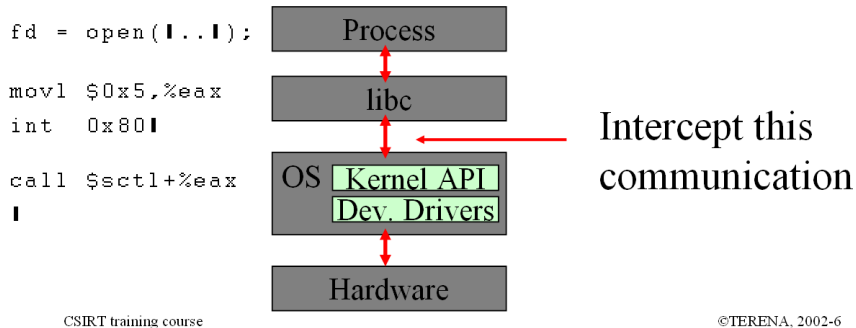 fd = open(▮..▮);
Process
movl $0x5,%eax
libc
int 0x80▮
Intercept this
communication
call $sctl+%eax
▮
OS
Kernel API
Dev. Drivers
Hardware
CSIRT training course
©TERENA, 2002-6